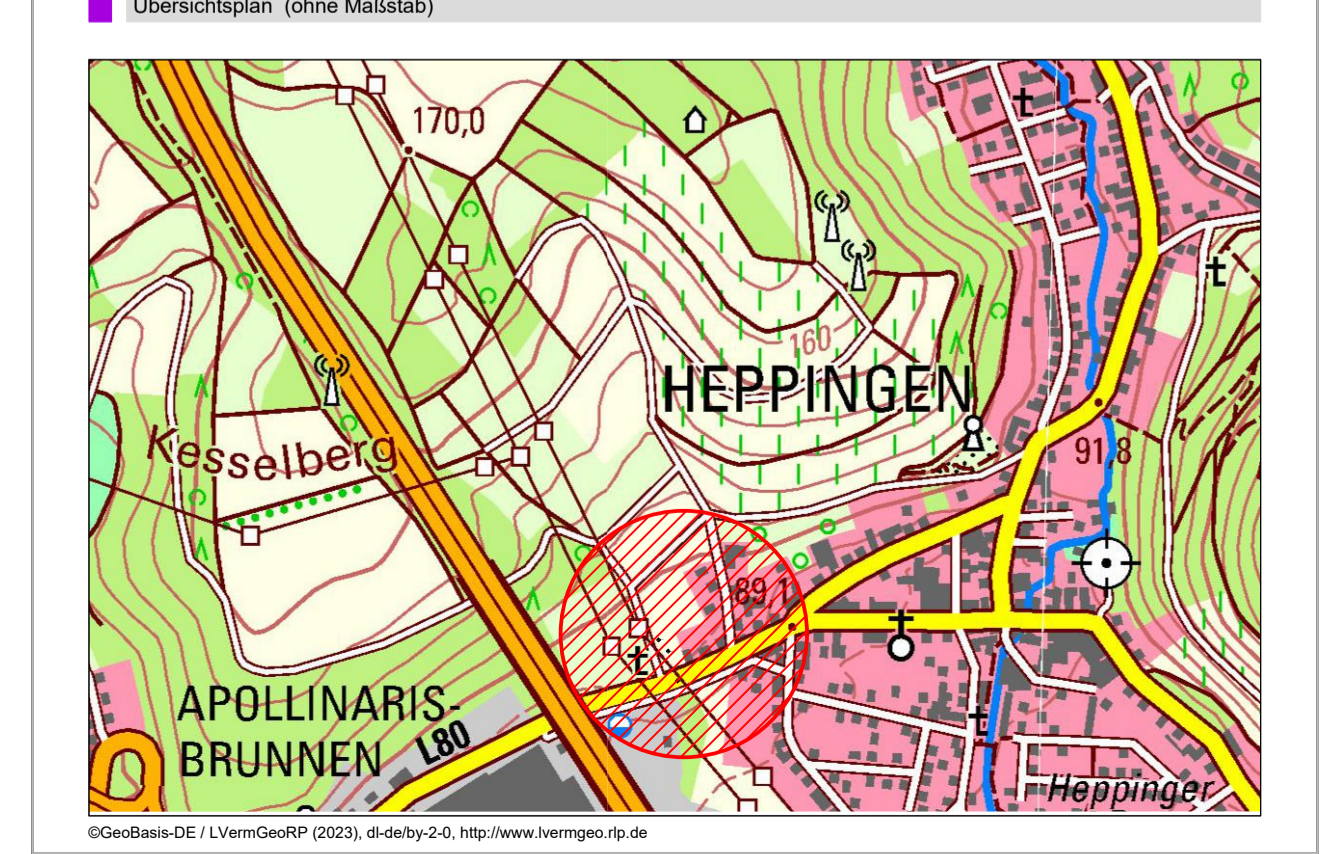 Übersichtsplan (ohne Maßstab)
170,0
160
HEPPINGEN
91,8
Kesselberg
89,1
APOLLINARIS-
BRUNNEN
L80
Heppinger
©GeoBasis-DE / LVermGeoRP (2023), dl-de/by-2-0, http://www.lvermgeo.rlp.de